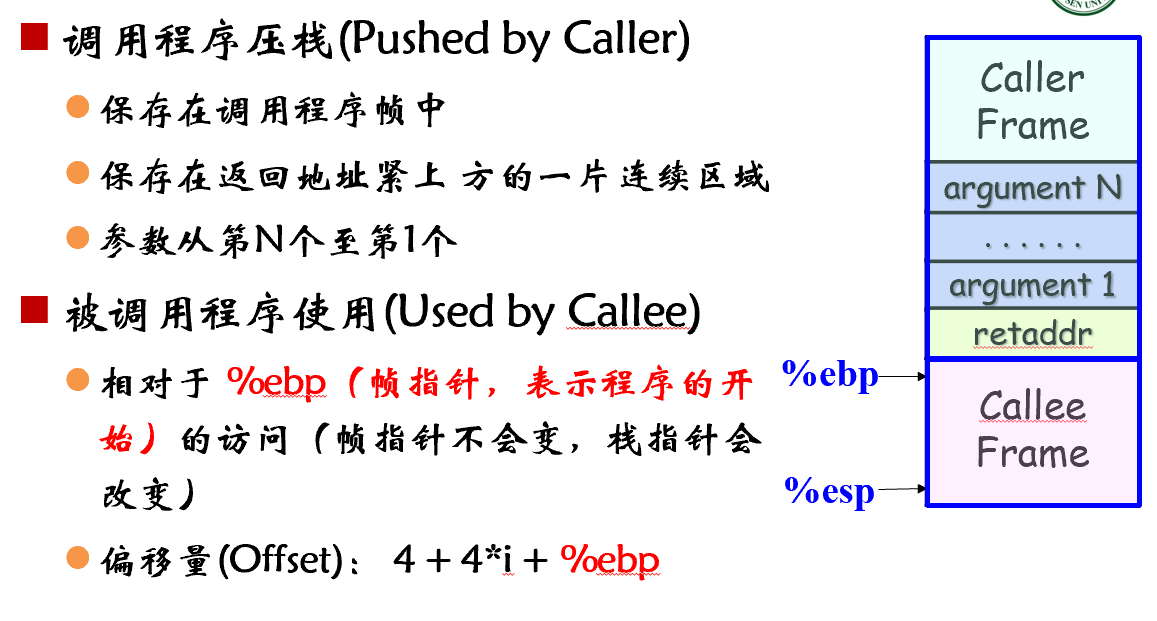 SEN UNIV
调用程序压栈(Pushed by Caller)
保存在调用程序帧中
保存在返回地址紧上 方的一片连续区域
参数从第N个至第1个
被调用程序使用(Used by Callee)
相对于 %ebp（帧指针，表示程序的开
始）的访问（帧指针不会变，栈指针会
改变）
偏移量(Offset)： 4 + 4*i + %ebp
Caller
Frame
argument N
. . . . . .
argument 1
retaddr
%ebp
Callee
Frame
%esp